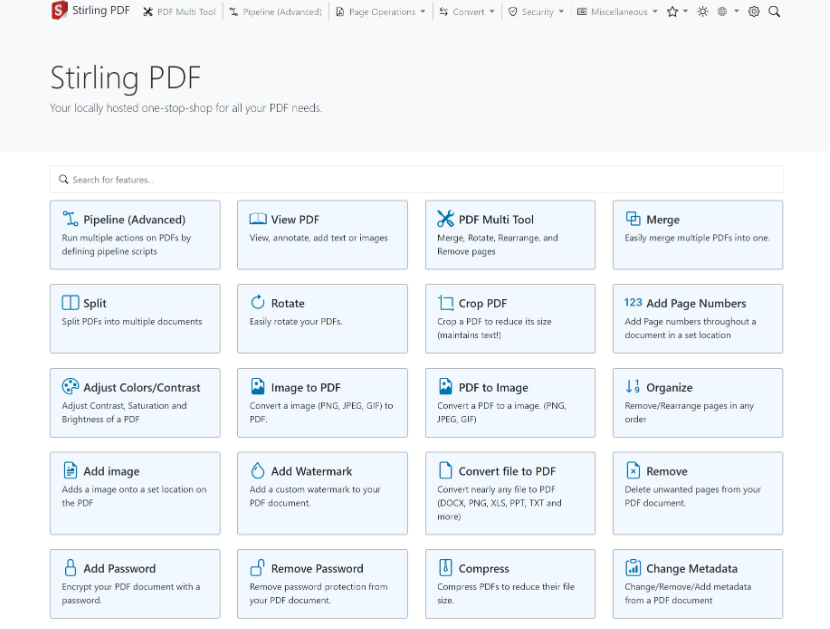 Stirling PDF PDF Multi Tool Pipeline (Advanced) Page Operations Convert Security Miscellaneous
Stirling PDF
Your locally hosted one-stop-shop for all your PDF needs.
Search for features...
Pipeline (Advanced)
Run multiple actions on PDFs by
defining pipeline scripts
View PDF
View, annotate, add text or images
PDF Multi Tool
Merge, Rotate, Rearrange, and
Remove pages
Merge
Easily merge multiple PDFs into one.
Split
Split PDFs into multiple documents
Rotate
Easily rotate your PDFs.
Crop PDF
Crop a PDF to reduce its size
(maintains text!)
123 Add Page Numbers
Add Page numbers throughout a
document in a set location
Adjust Colors/Contrast
Adjust Contrast, Saturation and
Brightness of a PDF
Image to PDF
Convert a image (PNG, JPEG, GIF) to
PDF.
PDF to Image
Convert a PDF to a image. (PNG,
JPEG, GIF)
Organize
Remove/Rearrange pages in any
order
Add image
Adds a image onto a set location on
the PDF
Add Watermark
Add a custom watermark to your
PDF document.
Convert file to PDF
Convert nearly any file to PDF
(DOCX, PNG, XLS, PPT, TXT and
more)
Remove
Delete unwanted pages from your
PDF document.
Add Password
Encrypt your PDF document with a
password.
Remove Password
Remove password protection from
your PDF document.
Compress
Compress PDFs to reduce their file
size.
Change Metadata
Change/Remove/Add metadata
from a PDF document